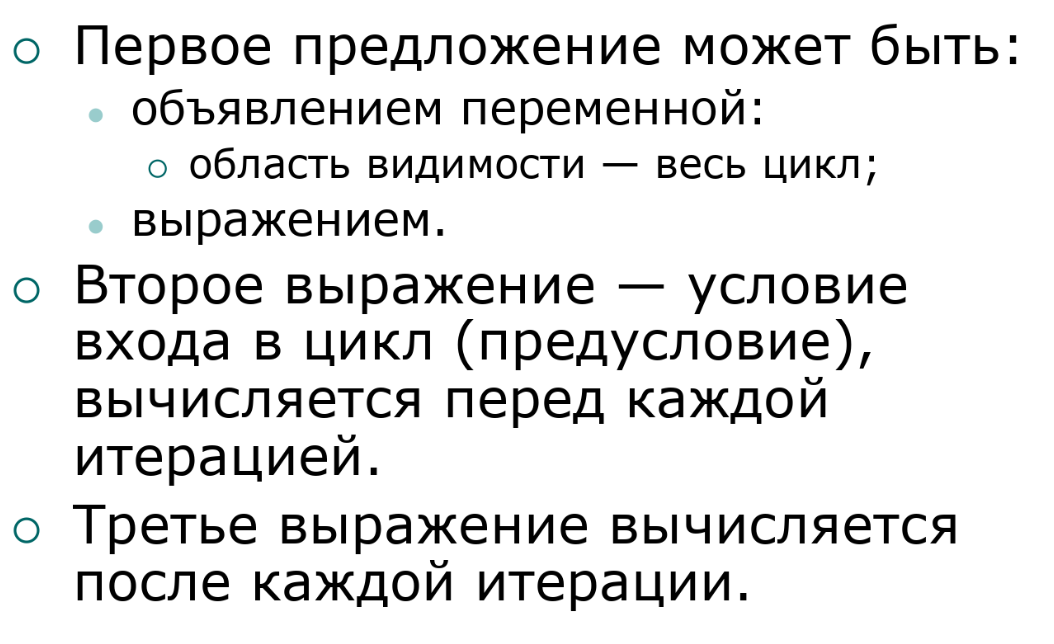 Первое предложение может быть:
объявлением переменной:
область видимости — весь цикл;
выражением.
Второе выражение — условие
входа в цикл (предусловие),
вычисляется перед каждой
итерацией.
Третье выражение вычисляется
после каждой итерации.